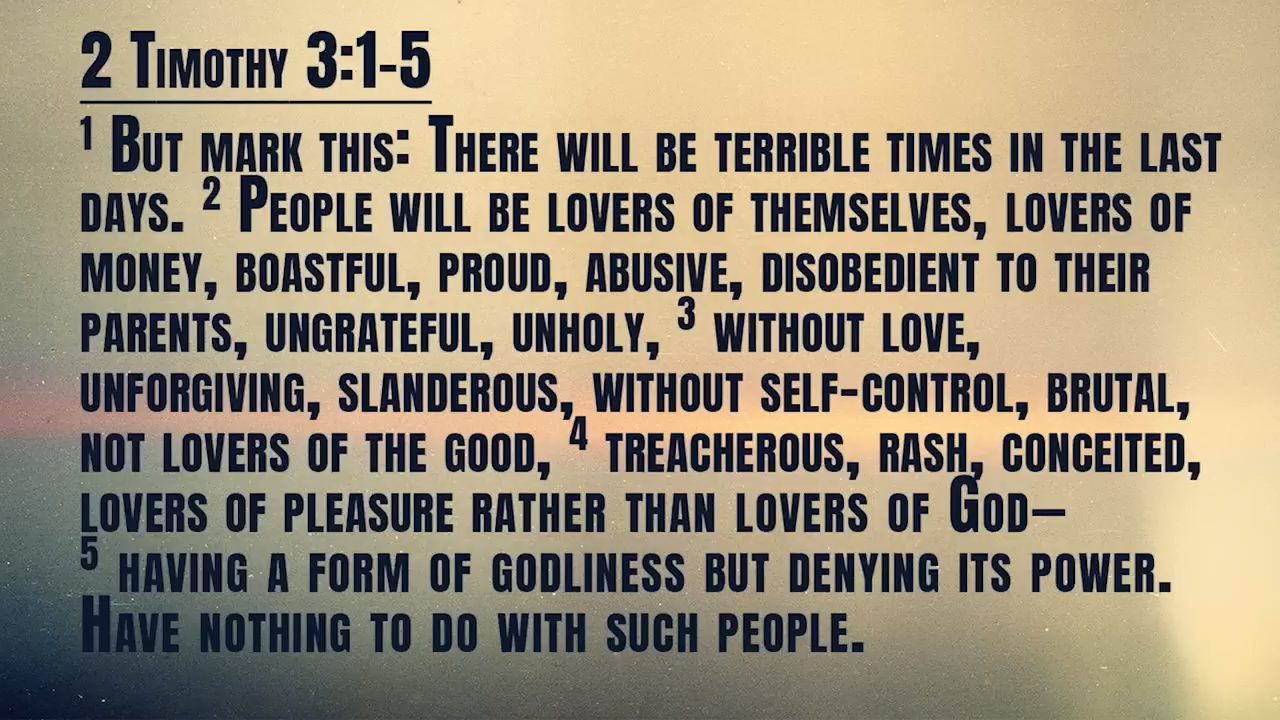 2 Timothy 3:1-5
1 But mark this: There will be terrible times in the last
days. 2 People will be lovers of themselves, lovers of
money, boastful, proud, abusive, disobedient to their
parents, ungrateful, unholy, 3 without love,
unforgiving, slanderous, without self-control, brutal,
not lovers of the good, 4 treacherous, rash, conceited,
lovers of pleasure rather than lovers of God—
5 having a form of godliness but denying its power.
Have nothing to do with such people.